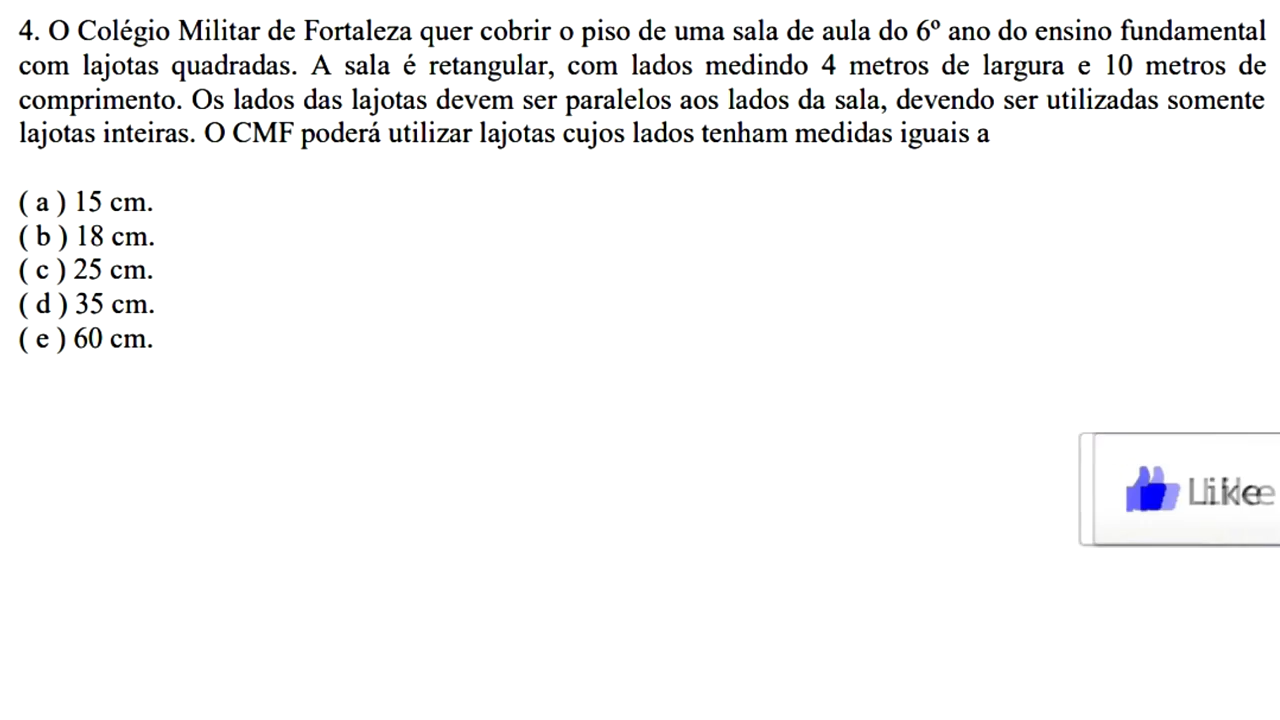 4. O Colégio Militar de Fortaleza quer cobrir o piso de uma sala de aula do 6º ano do ensino fundamental
com lajotas quadradas. A sala é retangular, com lados medindo 4 metros de largura e 10 metros de
comprimento. Os lados das lajotas devem ser paralelos aos lados da sala, devendo ser utilizadas somente
lajotas inteiras. O CMF poderá utilizar lajotas cujos lados tenham medidas iguais a
( a ) 15 cm.
( b ) 18 cm.
( c ) 25 cm.
( d ) 35 cm.
( e ) 60 cm.
Like